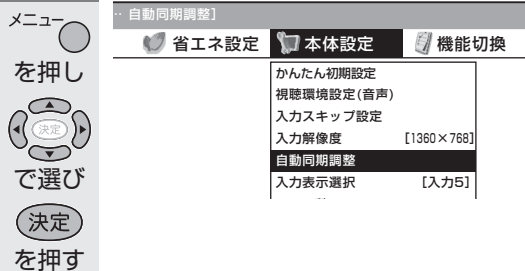 メニュー
を押し
決定
で選び
決定
を押す
･･ 自動同期調整]
省エネ設定 本体設定 機能切換
かんたん初期設定
視聴環境設定(音声)
入力スキップ設定
入力解像度 [1360×768]
自動同期調整
入力表示選択 [入力5]